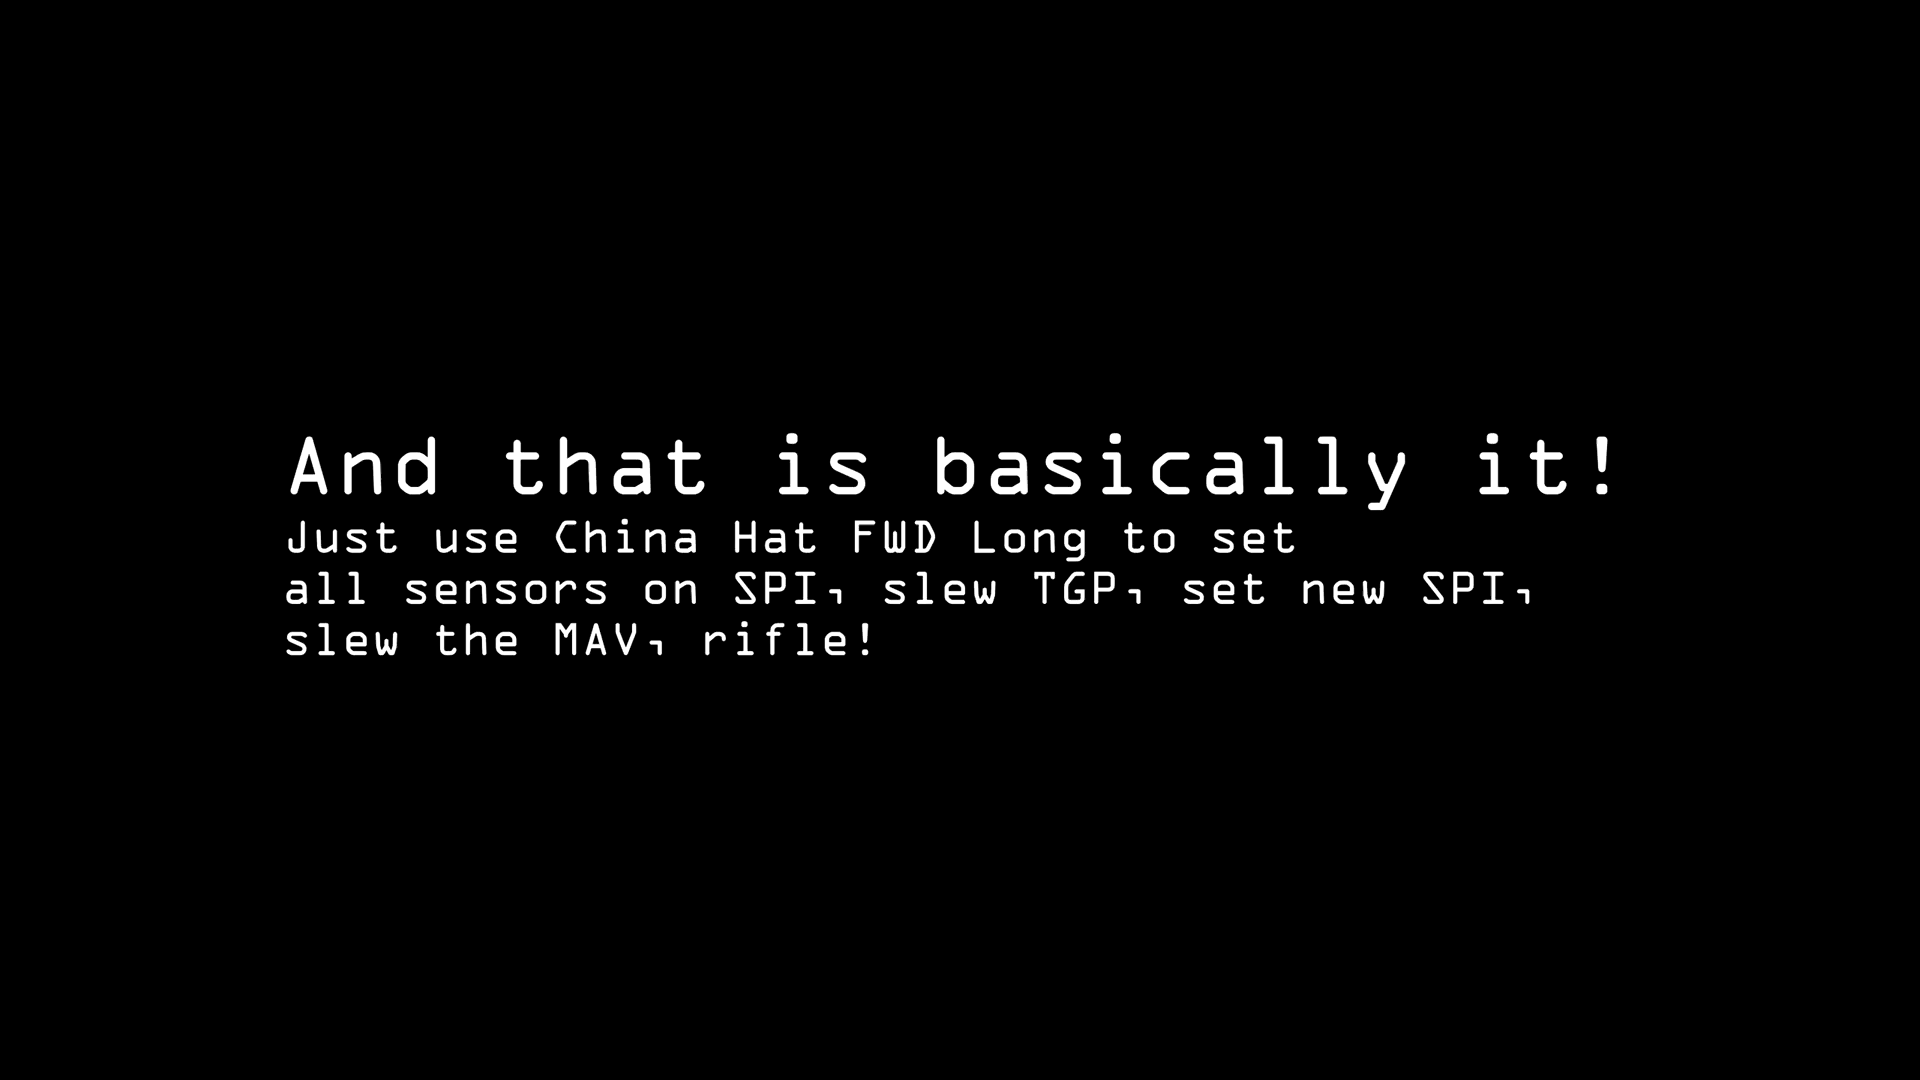 And that is basically it!
Just use China Hat FWD Long to set
all sensors on SPI, slew TGP, set new SPI,
slew the MAV, rifle!